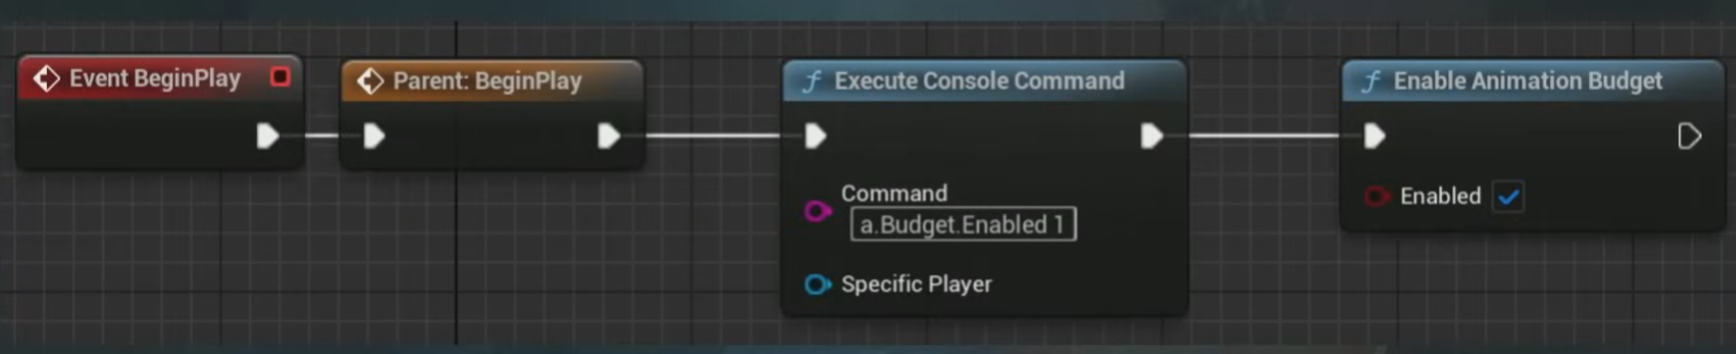 Event BeginPlay
Parent: BeginPlay
f Execute Console Command
Command
a.Budget.Enabled 1
Specific Player
f Enable Animation Budget
Enabled